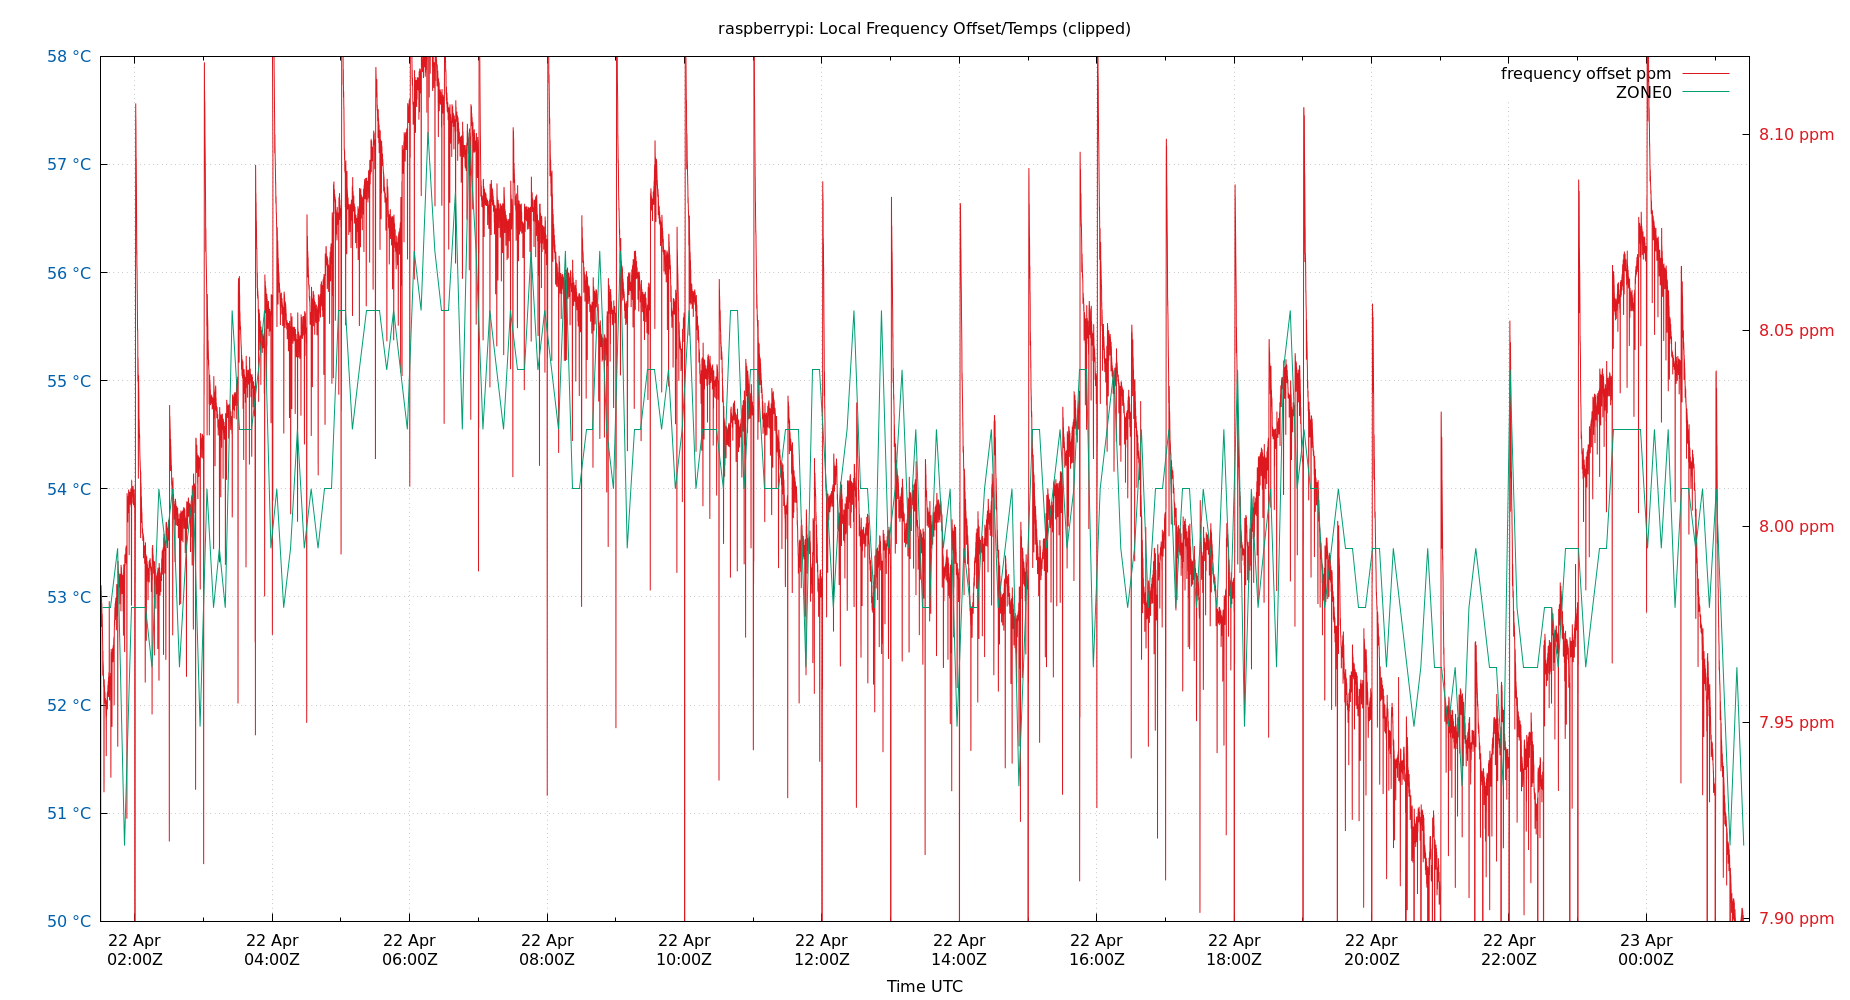 raspberrypi: Local Frequency Offset/Temps (clipped)
58 °C
57 °C
56 °C
55 °C
54 °C
53 °C
52 °C
51 °C
50 °C
frequency offset ppm
ZONE0
8.10 ppm
8.05 ppm
8.00 ppm
7.95 ppm
7.90 ppm
22 Apr
02:00Z
22 Apr
04:00Z
22 Apr
06:00Z
22 Apr
08:00Z
22 Apr
10:00Z
22 Apr
12:00Z
22 Apr
14:00Z
22 Apr
16:00Z
22 Apr
18:00Z
22 Apr
20:00Z
22 Apr
22:00Z
23 Apr
00:00Z
Time UTC